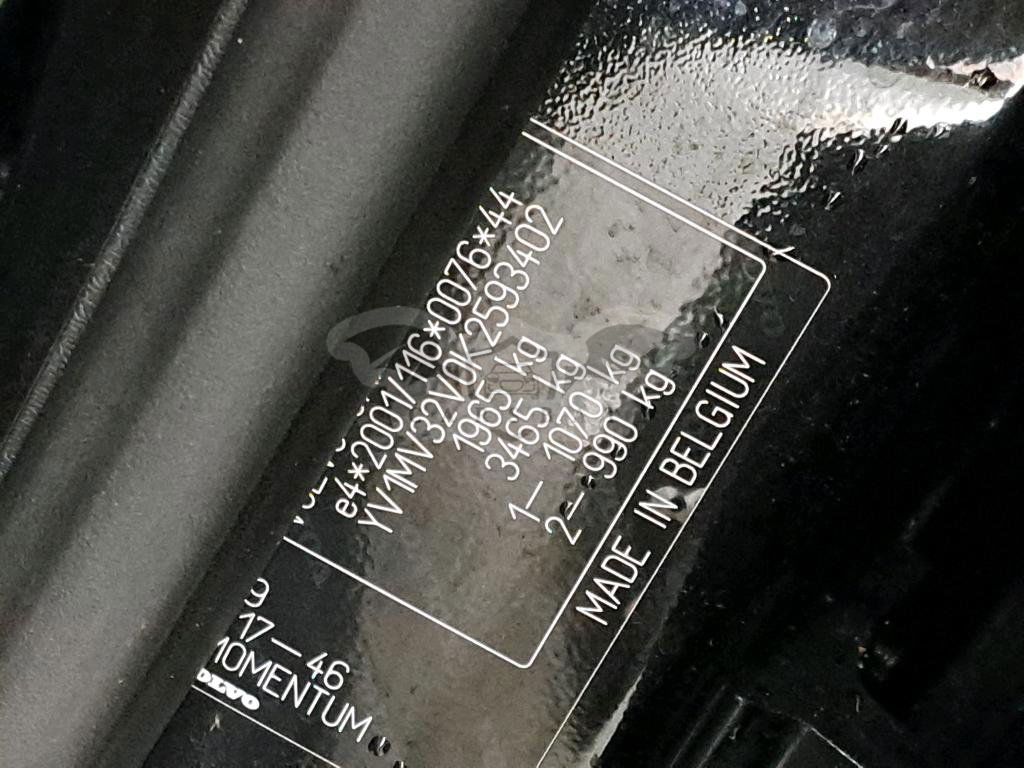 e4*2001/116*0076*44
YV1MV32V0K2593402
1965 kg
3465 kg
1– 1070 kg
2– 990 kg
MADE IN BELGIUM
9
17–46
MOMENTUM
VOLVO